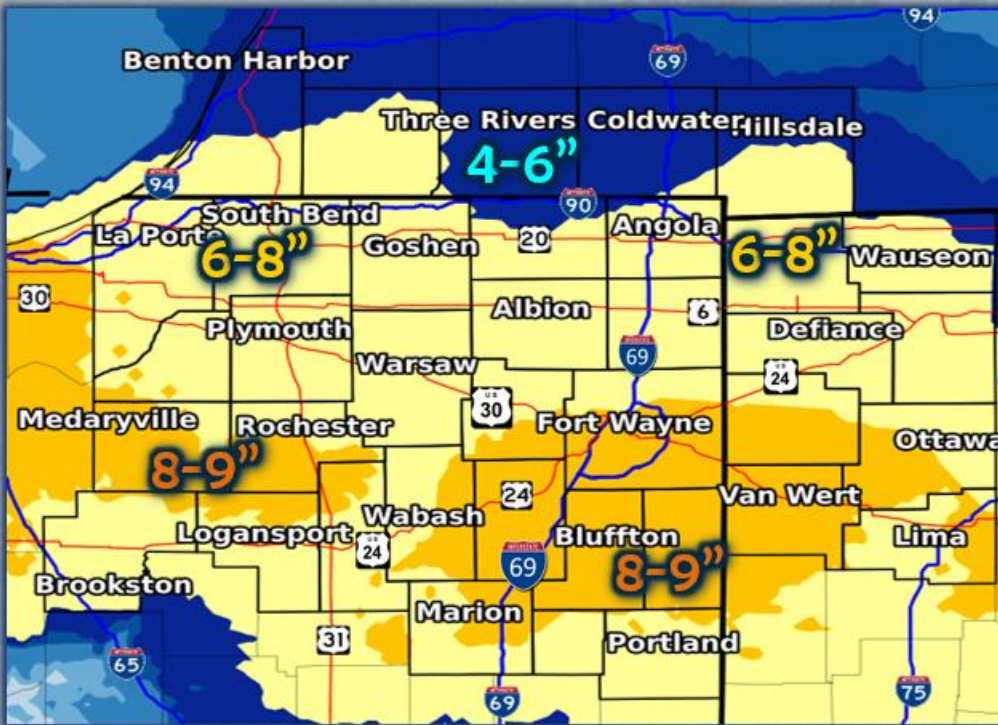 94
Benton Harbor
69
Three Rivers Coldwater Hillsdale
4-6”
94
90
South Bend
La Porte
Goshen
20
Angola
6-8”
6-8”
Wauseon
30
Albion
6
Plymouth
Defiance
Warsaw
69
US
24
US
30
Medaryville
Rochester
Fort Wayne
Ottawa
8-9”
24
Van Wert
Wabash
Logansport
US
24
Bluffton
Lima
69
8-9”
Brookston
Marion
31
Portland
65
69
75